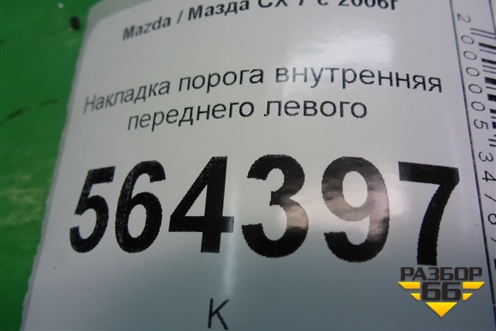 Mazda / Мазда CX 7 с 2006г
Накладка порога внутренняя
переднего левого
564397
К
РАЗБОР
66